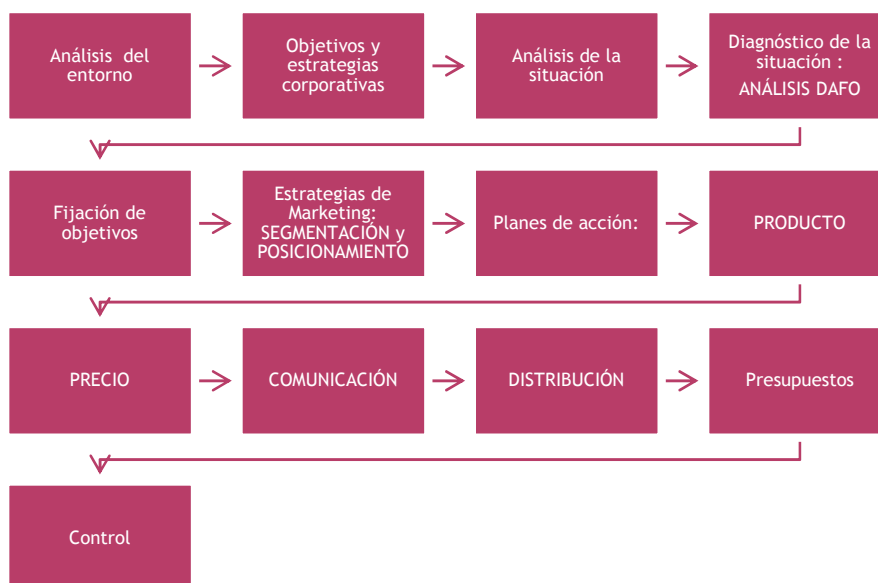 Análisis del
entorno
Objetivos y
estrategias
corporativas
Análisis de la
situación
Diagnóstico de la
situación :
ANÁLISIS DAFO
Fijación de
objetivos
Estrategias de
Marketing:
SEGMENTACIÓN y
POSICIONAMIENTO
Planes de acción:
PRODUCTO
PRECIO
COMUNICACIÓN
DISTRIBUCIÓN
Presupuestos
Control